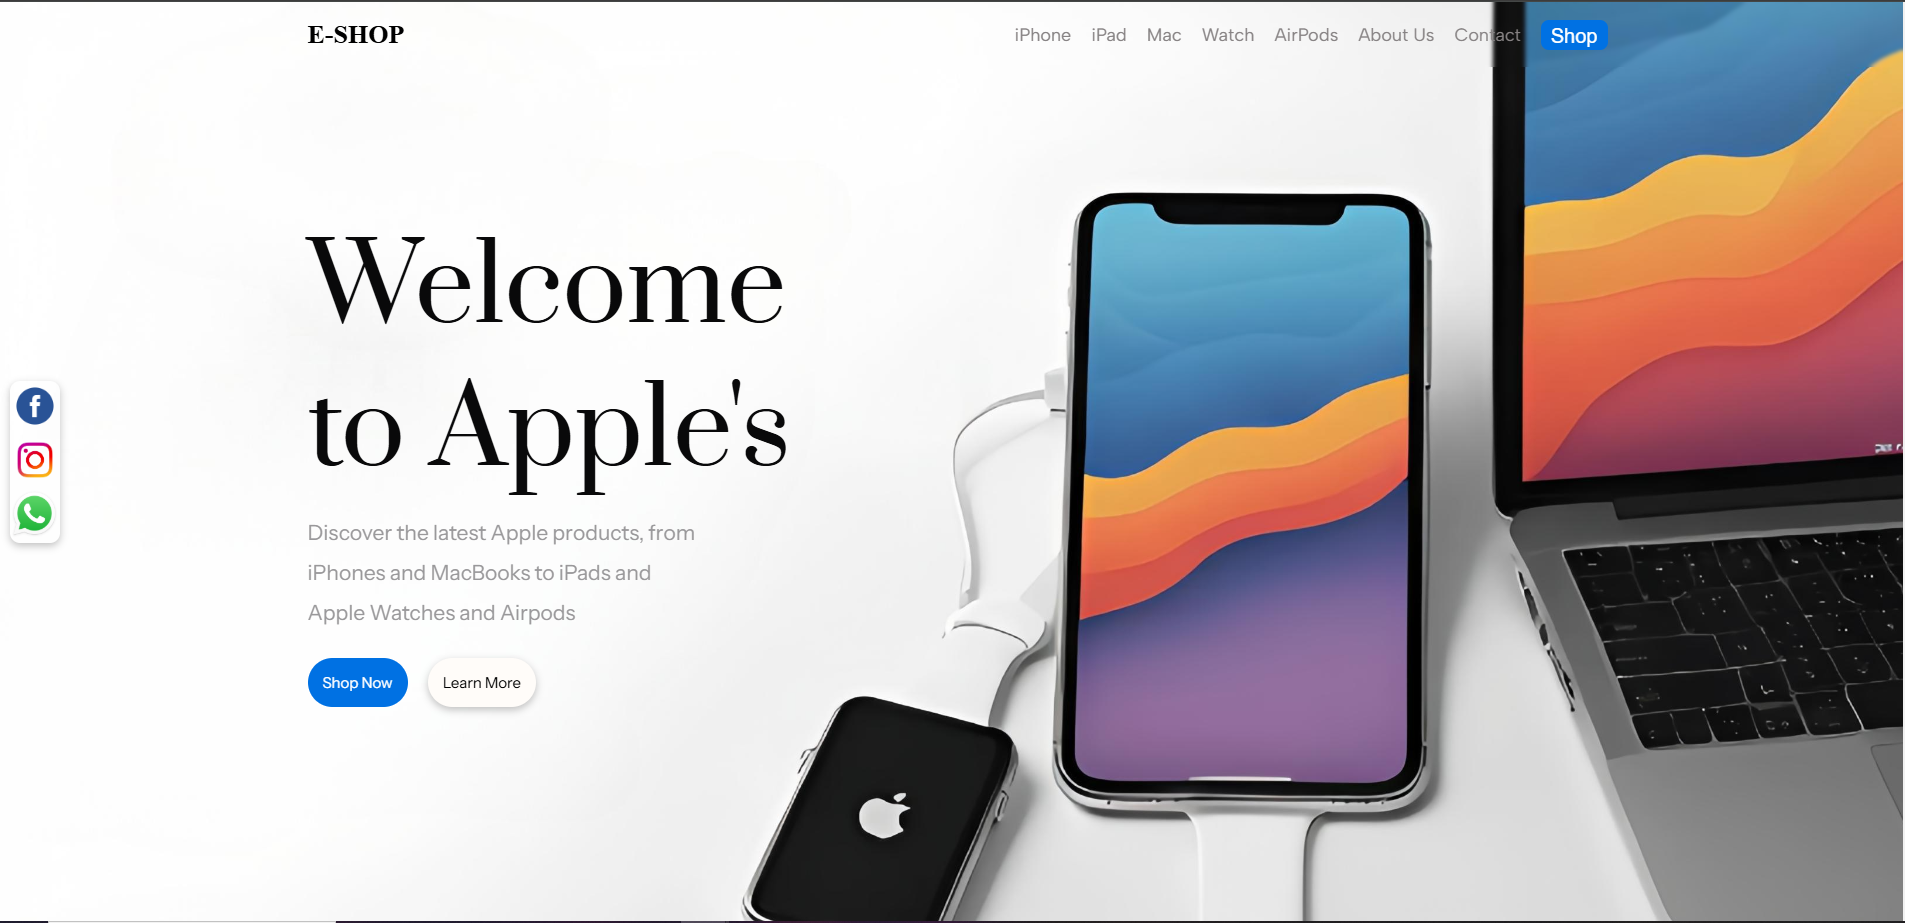 E-SHOP
iPhone iPad Mac Watch AirPods About Us Contact Shop
Welcome
to Apple's
Discover the latest Apple products, from
iPhones and MacBooks to iPads and
Apple Watches and Airpods
Shop Now Learn More